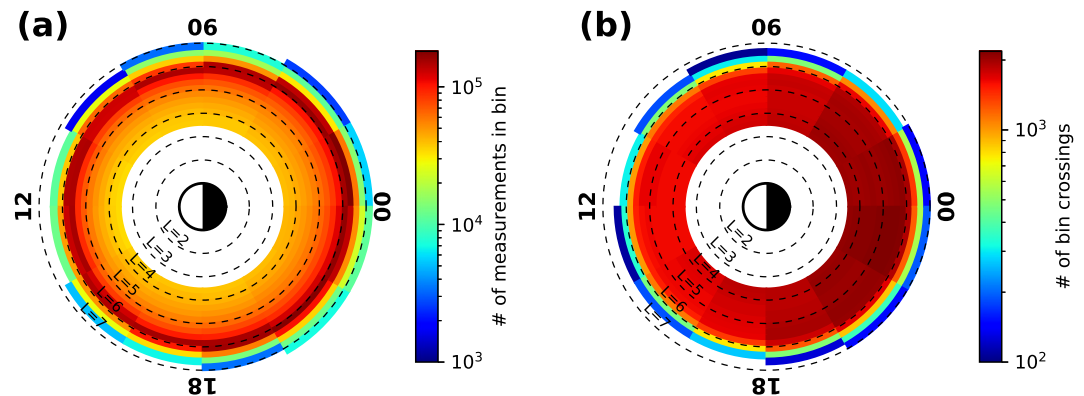 (a)
06
12
00
18
L=2
L=3
L=4
L=5
L=6
L=7
10^5
10^4
10^3
# of measurements in bin
(b)
06
12
00
18
L=2
L=3
L=4
L=5
L=6
L=7
10^3
10^2
# of bin crossings